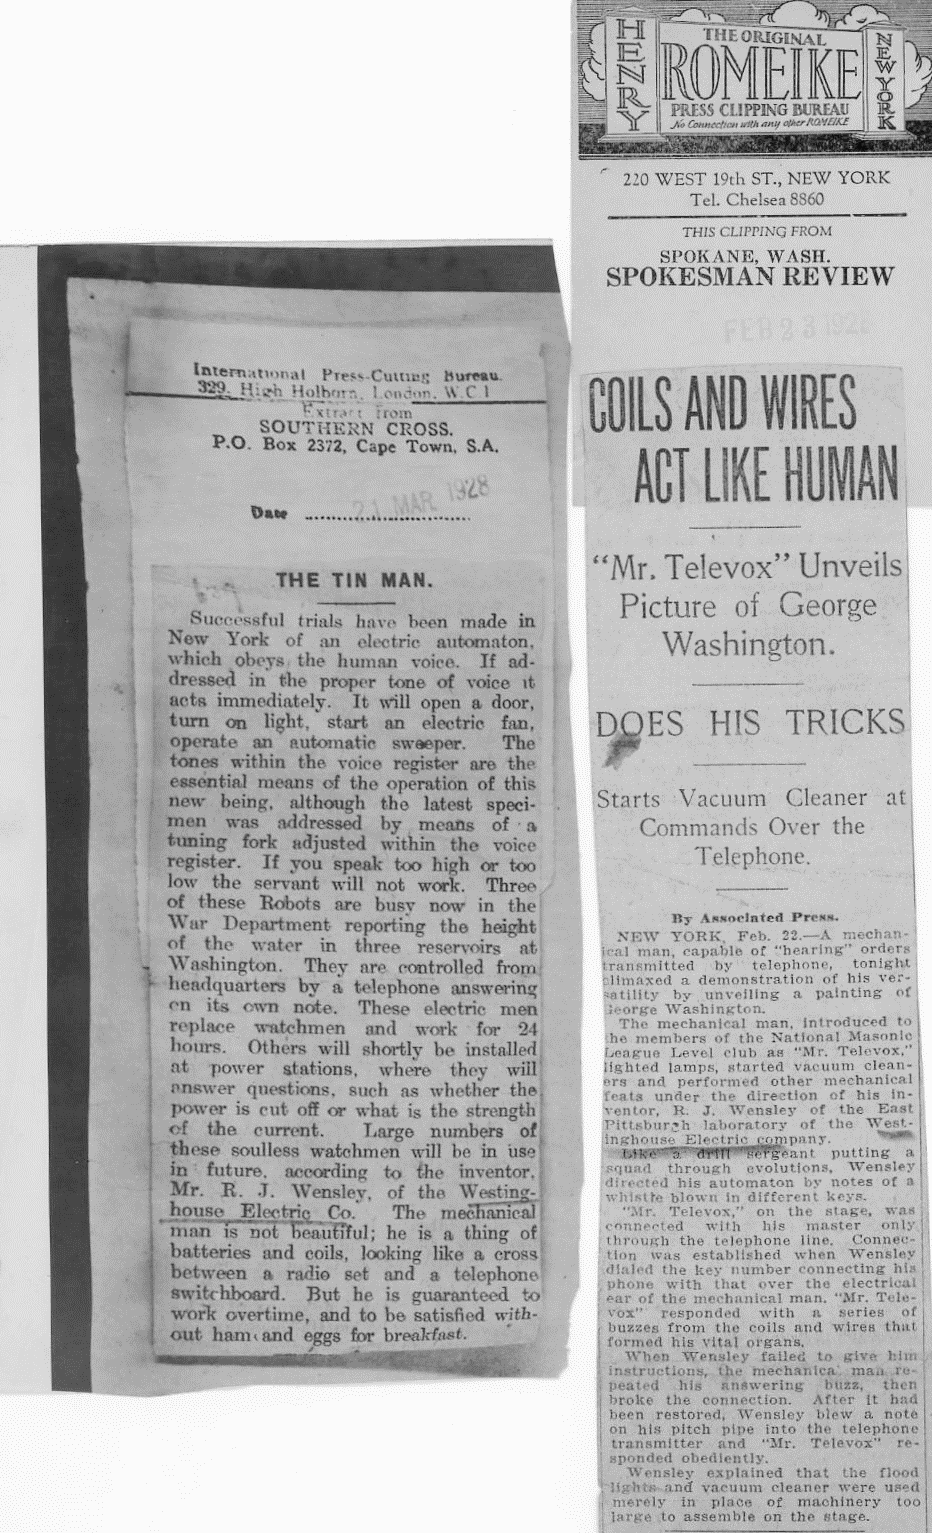 International Press-Cutting Bureau.
329, High Holborn, London, W.C.1
Extract from
SOUTHERN CROSS.
P.O. Box 2372, Cape Town, S.A.
Date 21 MAR. 1928
THE TIN MAN.
Successful trials have been made in
New York of an electric automaton,
which obeys the human voice. If ad-
dressed in the proper tone of voice it
acts immediately. It will open a door,
turn on light, start an electric fan,
operate an automatic sweeper. The
tones within the voice register are the
essential means of the operation of this
new being, although the latest speci-
men was addressed by means of a
tuning fork adjusted within the voice
register. If you speak too high or too
low the servant will not work. Three
of these Robots are busy now in the
War Department reporting the height
of the water in three reservoirs at
Washington. They are controlled from
headquarters by a telephone answering
on its own note. These electric men
replace watchmen and work for 24
hours. Others will shortly be installed
at power stations, where they will
answer questions, such as whether the
power is cut off or what is the strength
of the current. Large numbers of
these soulless watchmen will be in use
in future, according to the inventor,
Mr. R. J. Wensley, of the Westing-
house Electric Co. The mechanical
man is not beautiful; he is a thing of
batteries and coils, looking like a cross
between a radio set and a telephone
switchboard. But he is guaranteed to
work overtime, and to be satisfied with-
out ham and eggs for breakfast.
HENRY
THE ORIGINAL
ROMEIKE
PRESS CLIPPING BUREAU
No Connection with any other ROMEIKE
NEW YORK
220 WEST 19th ST., NEW YORK
Tel. Chelsea 8860
THIS CLIPPING FROM
SPOKANE, WASH.
SPOKESMAN REVIEW
FEB 23 1928
COILS AND WIRES
ACT LIKE HUMAN
"Mr. Televox" Unveils
Picture of George
Washington.
DOES HIS TRICKS
Starts Vacuum Cleaner at
Commands Over the
Telephone.
By Associated Press.
NEW YORK, Feb. 22.—A mechan-
ical man, capable of "hearing" orders
transmitted by telephone, tonight
climaxed a demonstration of his ver-
satility by unveiling a painting of
George Washington.
The mechanical man, introduced to
the members of the National Masonic
League Level club as "Mr. Televox,"
lighted lamps, started vacuum clean-
ers and performed other mechanical
feats under the direction of his in-
ventor, R. J. Wensley of the East
Pittsburgh laboratory of the West-
inghouse Electric company.
Like a drill sergeant putting a
squad through evolutions, Wensley
directed his automaton by notes of a
whistle blown in different keys.
"Mr. Televox," on the stage, was
connected with his master only
through the telephone line. Connec-
tion was established when Wensley
dialed the key number connecting his
phone with that over the electrical
ear of the mechanical man. "Mr. Tele-
vox" responded with a series of
buzzes from the coils and wires that
formed his vital organs.
When Wensley failed to give him
instructions, the mechanical man re-
peated his answering buzz, then
broke the connection. After it had
been restored, Wensley blew a note
on his pitch pipe into the telephone
transmitter and "Mr. Televox" re-
sponded obediently.
Wensley explained that the flood
lights and vacuum cleaner were used
merely in place of machinery too
large to assemble on the stage.